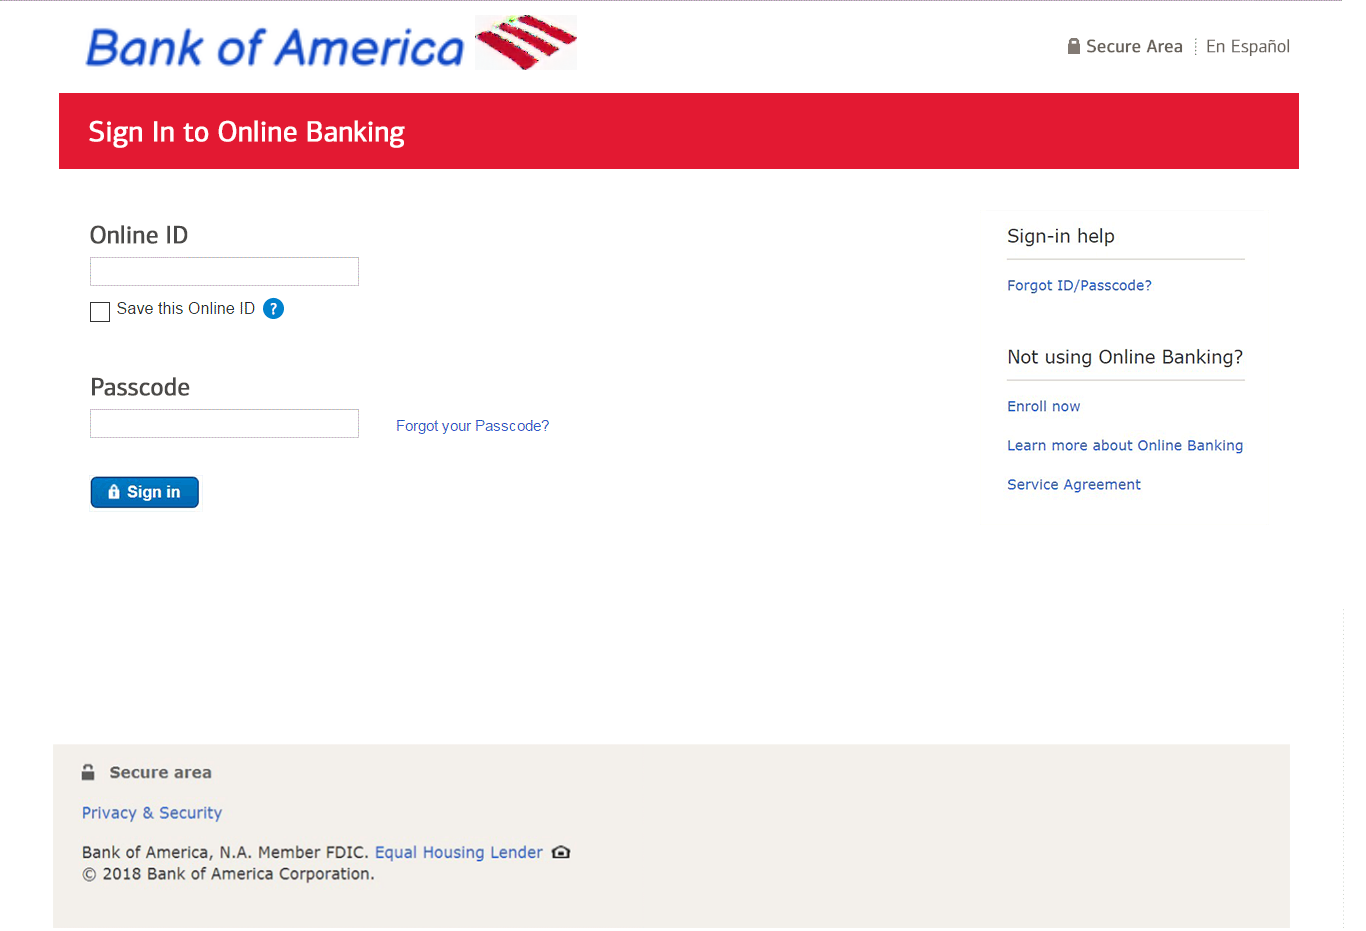 Bank of America
Secure Area
En Español
Sign In to Online Banking
Online ID
Save this Online ID ?
Passcode
Forgot your Passcode?
Sign in
Sign-in help
Forgot ID/Passcode?
Not using Online Banking?
Enroll now
Learn more about Online Banking
Service Agreement
Secure area
Privacy & Security
Bank of America, N.A. Member FDIC. Equal Housing Lender
© 2018 Bank of America Corporation.